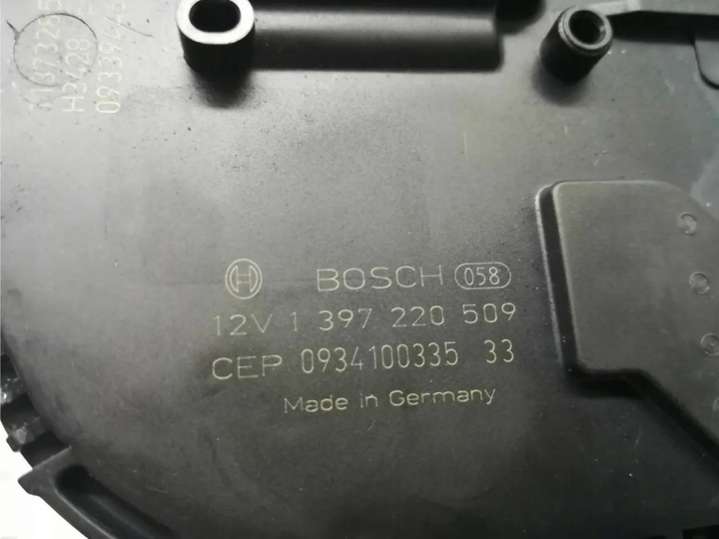 BOSCH 058
12V 1 397 220 509
CEP 0934100335 33
Made in Germany